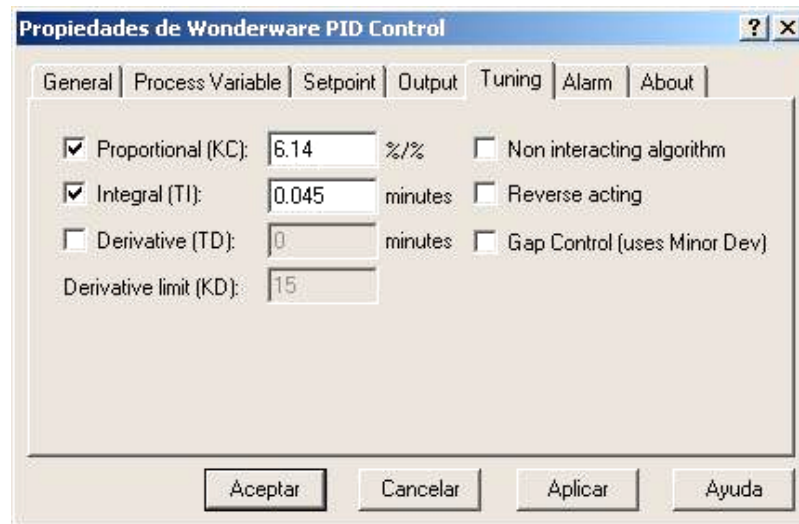 Propiedades de Wonderware PID Control ? ×
General Process Variable Setpoint Output Tuning Alarm About
Proportional (KC): 6.14 %/% Non interacting algorithm
Integral (TI): 0.045 minutes Reverse acting
Derivative (TD): 0 minutes Gap Control (uses Minor Dev)
Derivative limit (KD): 15
Aceptar Cancelar Aplicar Ayuda